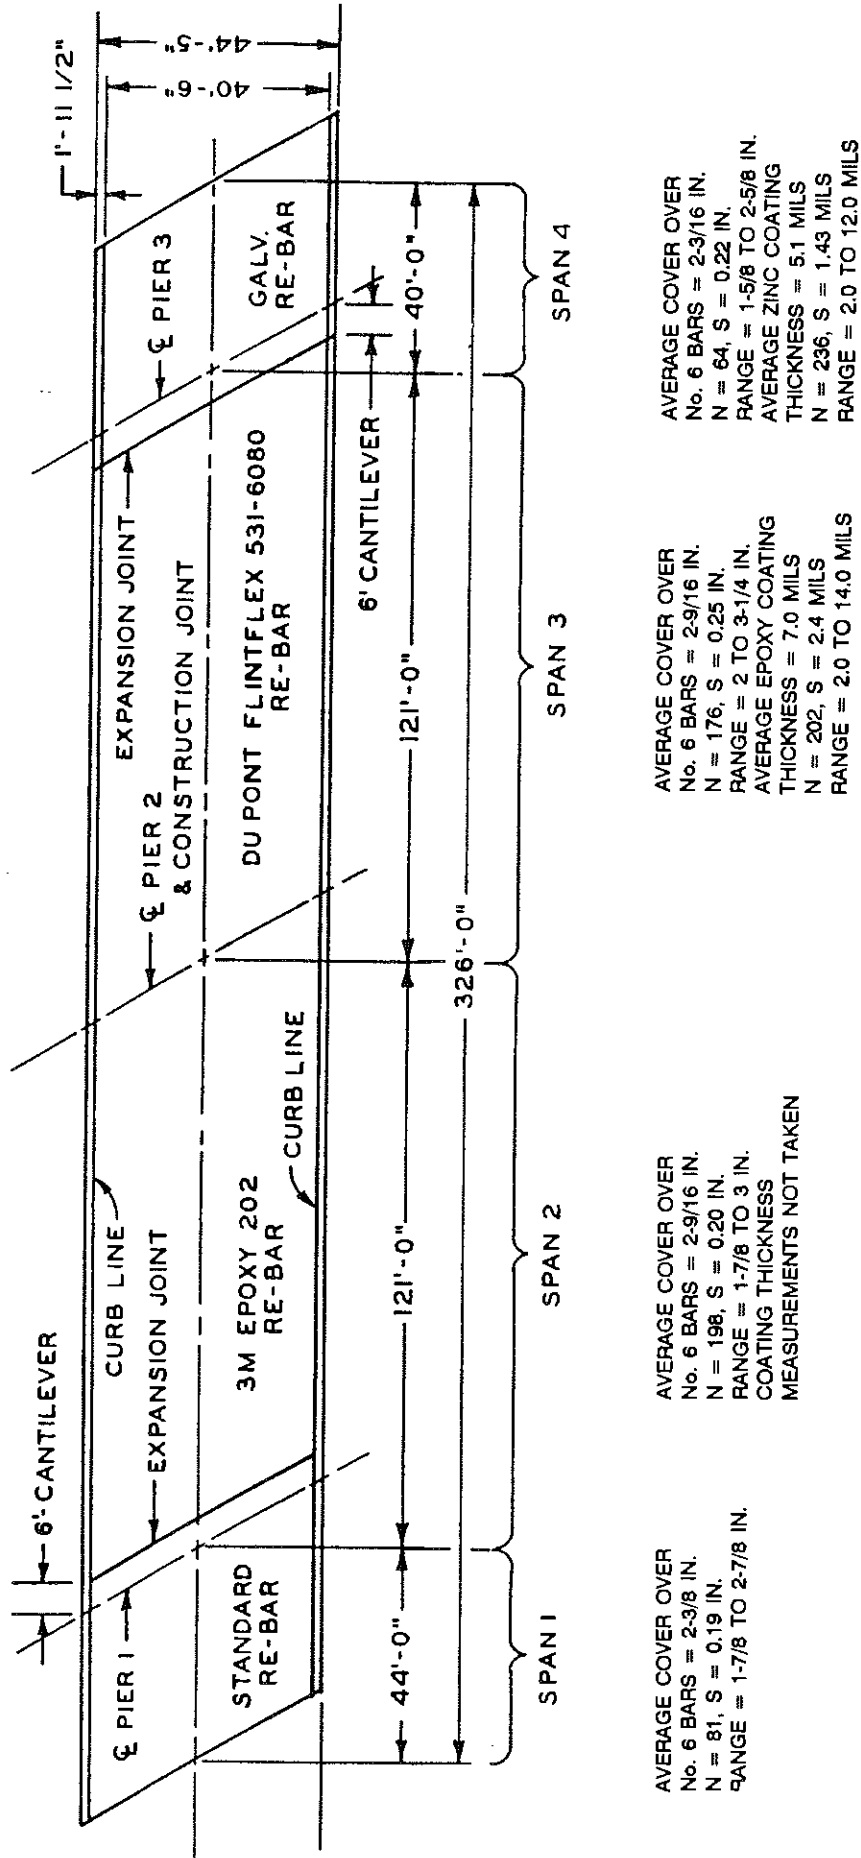 6'-CANTILEVER
CURB LINE
EXPANSION JOINT
℄ PIER 1
STANDARD
RE-BAR
3M EPOXY 202
RE-BAR
CURB LINE
℄ PIER 2
& CONSTRUCTION JOINT
EXPANSION JOINT
℄ PIER 3
DU PONT FLINTFLEX 531-6080
RE-BAR
GALV.
RE-BAR
6' CANTILEVER
1'-11 1/2"
40'-6"
44'-5"
44'-0"
121'-0"
121'-0"
40'-0"
326'-0"
SPAN 1
SPAN 2
SPAN 3
SPAN 4
AVERAGE COVER OVER
No. 6 BARS = 2-3/8 IN.
N = 81, S = 0.19 IN.
RANGE = 1-7/8 TO 2-7/8 IN.
AVERAGE COVER OVER
No. 6 BARS = 2-9/16 IN.
N = 198, S = 0.20 IN.
RANGE = 1-7/8 TO 3 IN.
COATING THICKNESS
MEASUREMENTS NOT TAKEN
AVERAGE COVER OVER
No. 6 BARS = 2-9/16 IN.
N = 176, S = 0.25 IN.
RANGE = 2 TO 3-1/4 IN.
AVERAGE EPOXY COATING
THICKNESS = 7.0 MILS
N = 202, S = 2.4 MILS
RANGE = 2.0 TO 14.0 MILS
AVERAGE COVER OVER
No. 6 BARS = 2-3/16 IN.
N = 64, S = 0.22 IN.
RANGE = 1-5/8 TO 2-5/8 IN.
AVERAGE ZINC COATING
THICKNESS = 5.1 MILS
N = 236, S = 1.43 MILS
RANGE = 2.0 TO 12.0 MILS